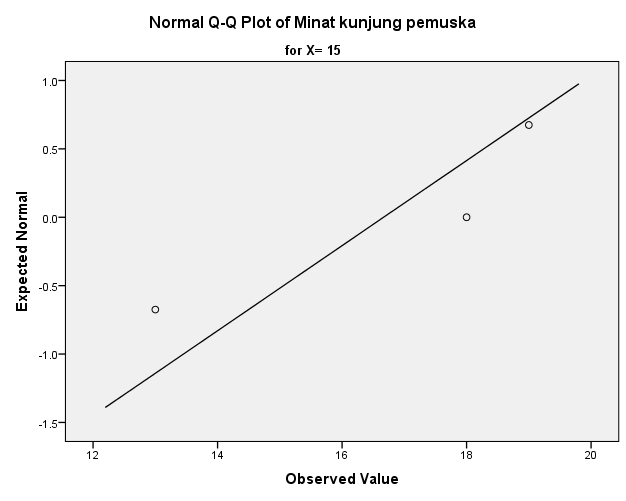 Normal Q-Q Plot of Minat kunjung pemuska
for X= 15
1.0
0.5
0.0
-0.5
-1.0
-1.5
Expected Normal
12
14
16
18
20
Observed Value